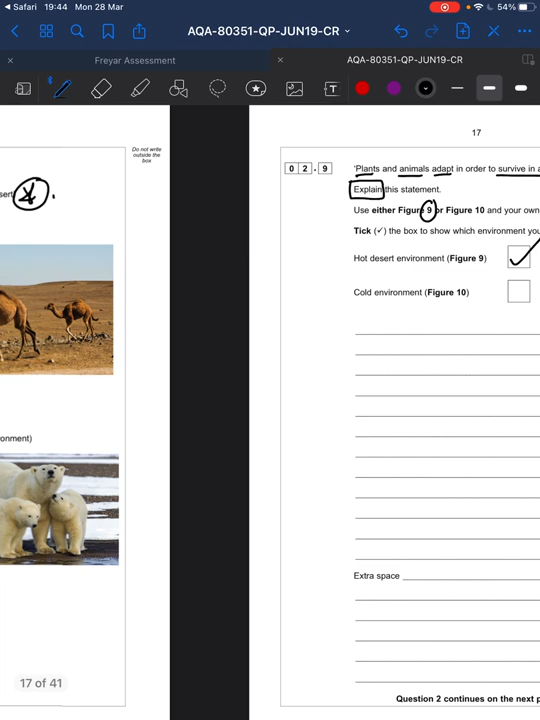 Safari 19:44 Mon 28 Mar 54%
AQA-80351-QP-JUN19-CR
Freyar Assessment
AQA-80351-QP-JUN19-CR
Do not write
outside the
box
17
sert
0 2 . 9
'Plants and animals adapt in order to survive in a
Explain this statement.
Use either Figure 9 or Figure 10 and your own
Tick (✓) the box to show which environment you
Hot desert environment (Figure 9)
Cold environment (Figure 10)
onment)
Extra space
17 of 41
Question 2 continues on the next p